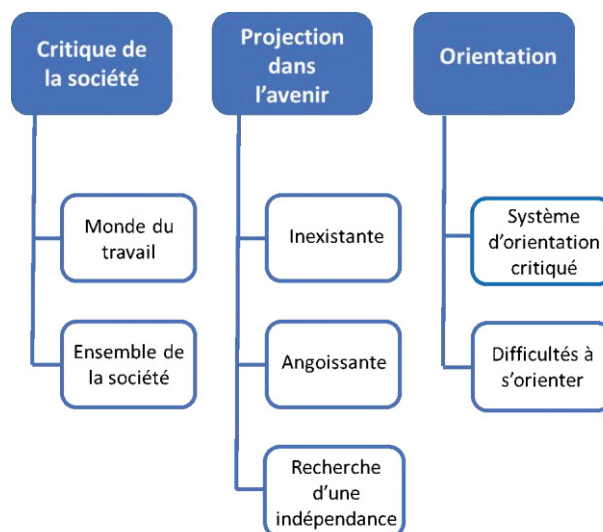 Critique de
la société
Monde du
travail
Ensemble de
la société
Projection
dans
l'avenir
Inexistante
Angoissante
Recherche
d'une
indépendance
Orientation
Système
d'orientation
critiqué
Difficultés à
s'orienter